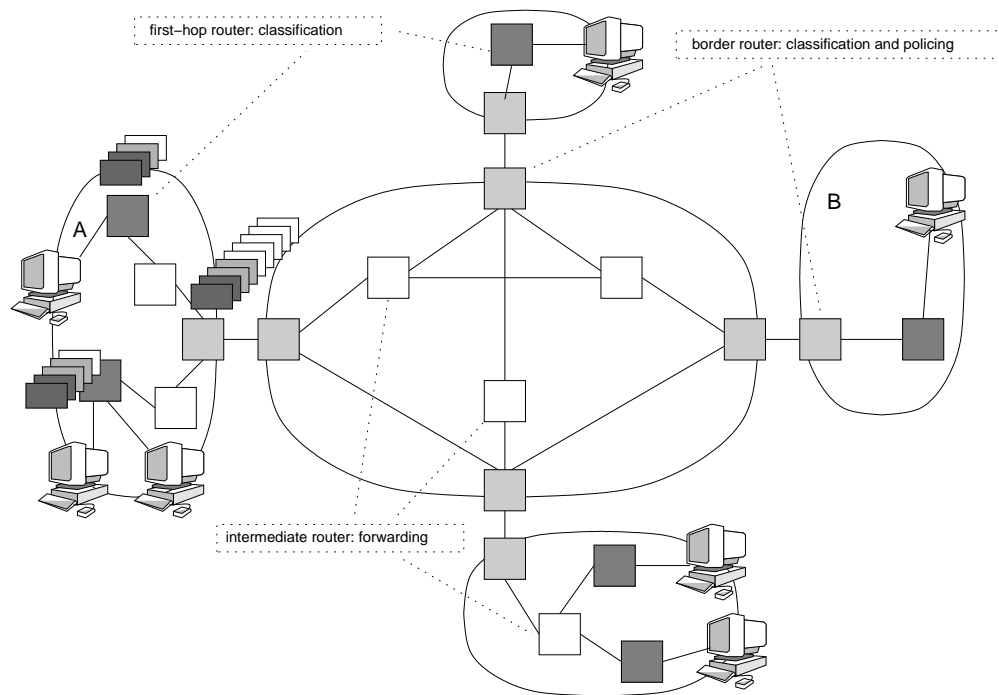 first−hop router: classification
border router: classification and policing
A
B
intermediate router: forwarding